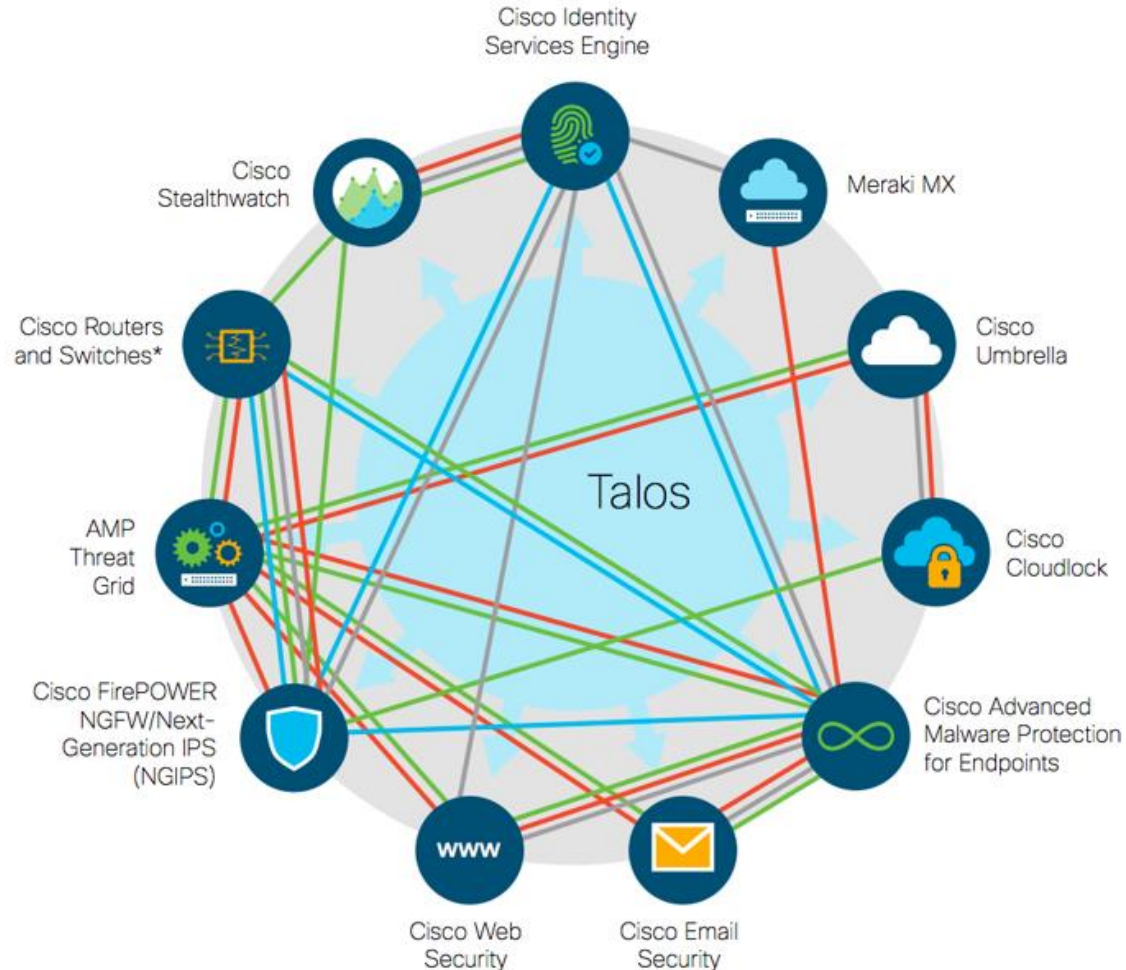 Cisco Identity
Services Engine
Cisco
Stealthwatch
Meraki MX
Cisco Routers
and Switches*
Cisco
Umbrella
Talos
AMP
Threat
Grid
Cisco
Cloudlock
Cisco FirePOWER
NGFW/Next-
Generation IPS
(NGIPS)
Cisco Advanced
Malware Protection
for Endpoints
www
Cisco Web
Security
Cisco Email
Security